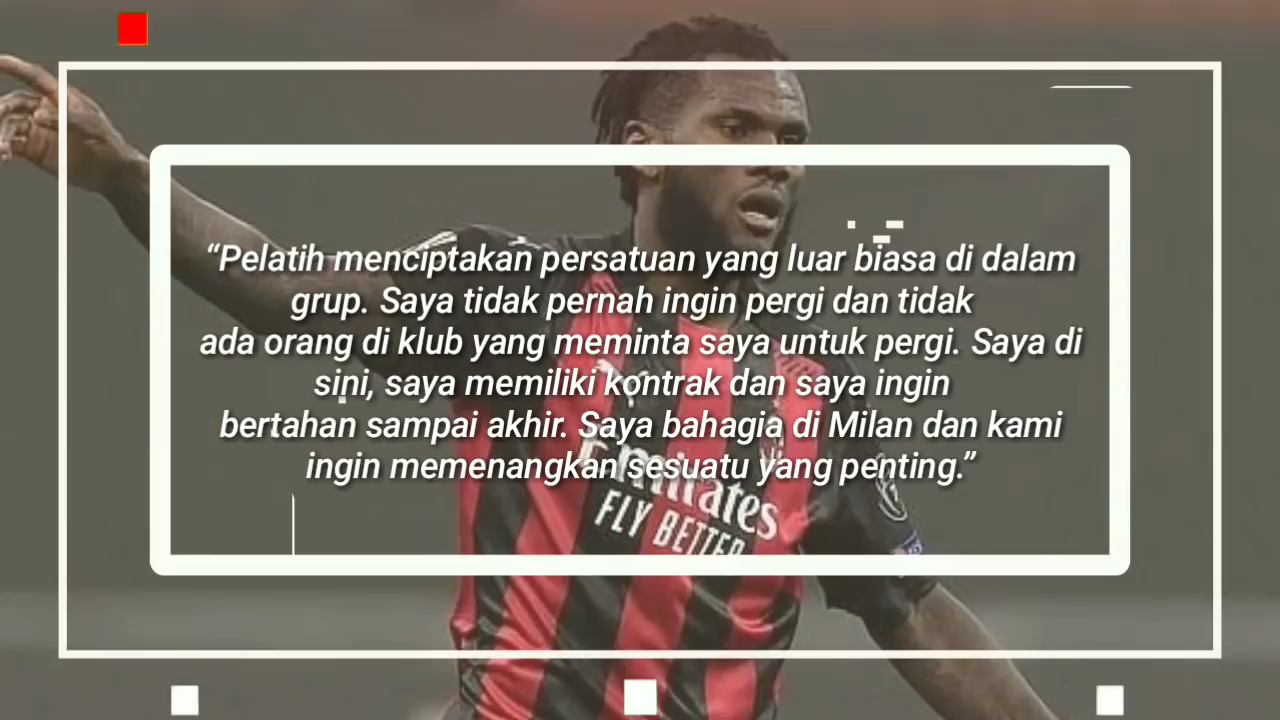 “Pelatih menciptakan persatuan yang luar biasa di dalam
grup. Saya tidak pernah ingin pergi dan tidak
ada orang di klub yang meminta saya untuk pergi. Saya di
sini, saya memiliki kontrak dan saya ingin
bertahan sampai akhir. Saya bahagia di Milan dan kami
ingin memenangkan sesuatu yang penting.”
Emirates
FLY BETTER